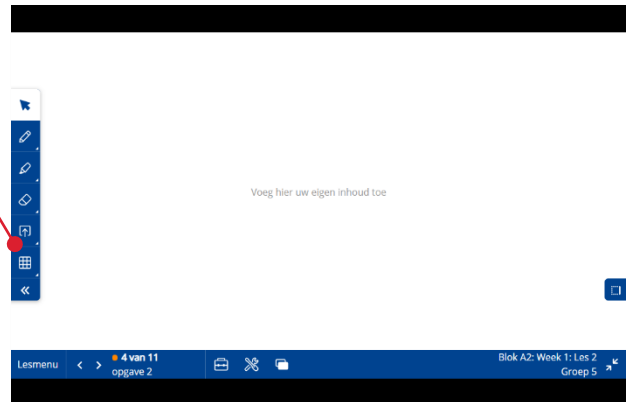 Voeg hier uw eigen inhoud toe
Lesmenu
4 van 11
opgave 2
Blok A2: Week 1: Les 2
Groep 5